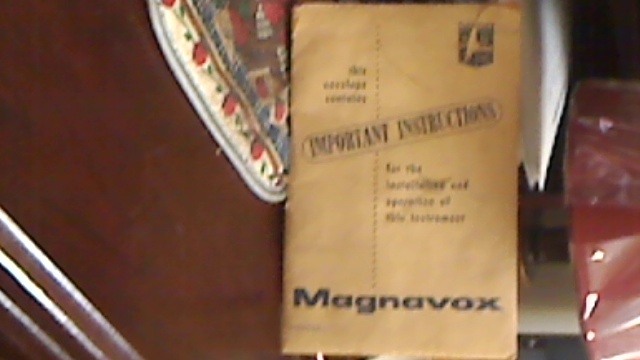 this
envelope
contains
IMPORTANT INSTRUCTIONS
for the
installation and
operation of
this instrument
Magnavox